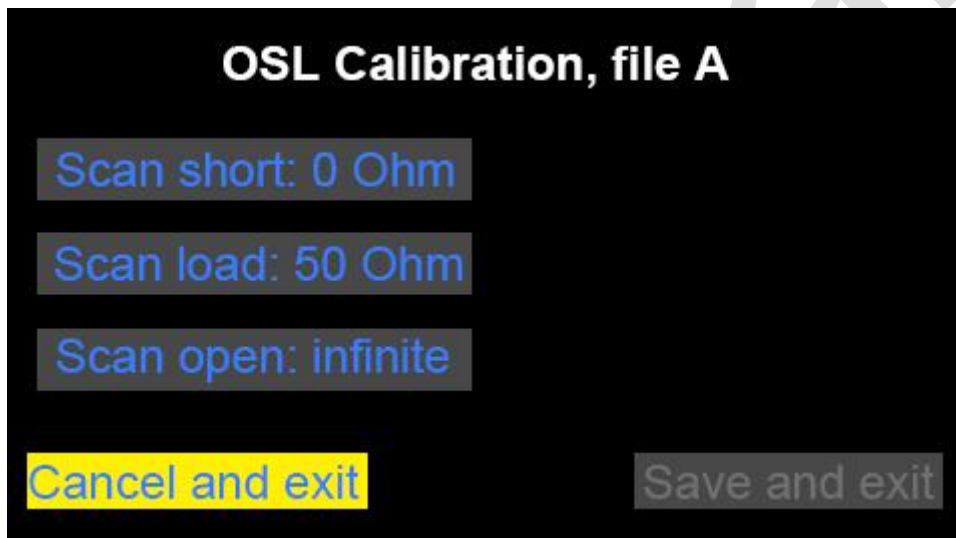 OSL Calibration, file A
Scan short: 0 Ohm
Scan load: 50 Ohm
Scan open: infinite
Cancel and exit
Save and exit